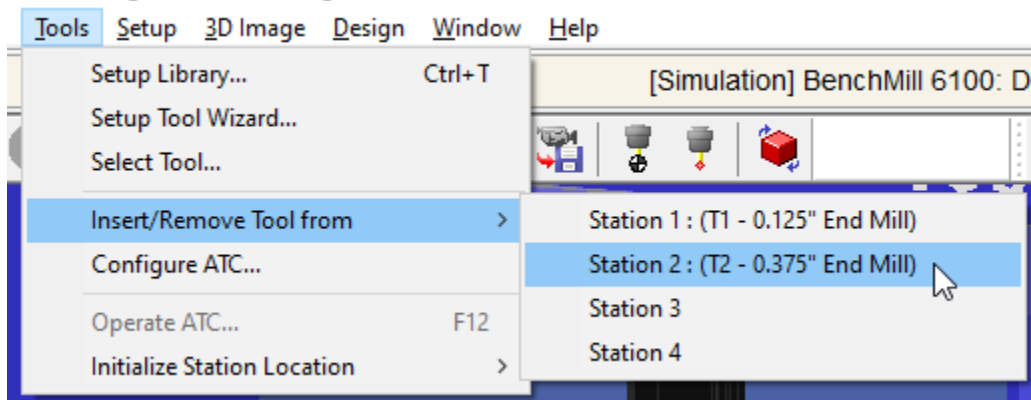 Tools Setup 3D Image Design Window Help
[Simulation] BenchMill 6100: D
Setup Library... Ctrl+T
Setup Tool Wizard...
Select Tool...
Insert/Remove Tool from >
Station 1 : (T1 - 0.125" End Mill)
Station 2 : (T2 - 0.375" End Mill)
Station 3
Station 4
Configure ATC...
Operate ATC... F12
Initialize Station Location >